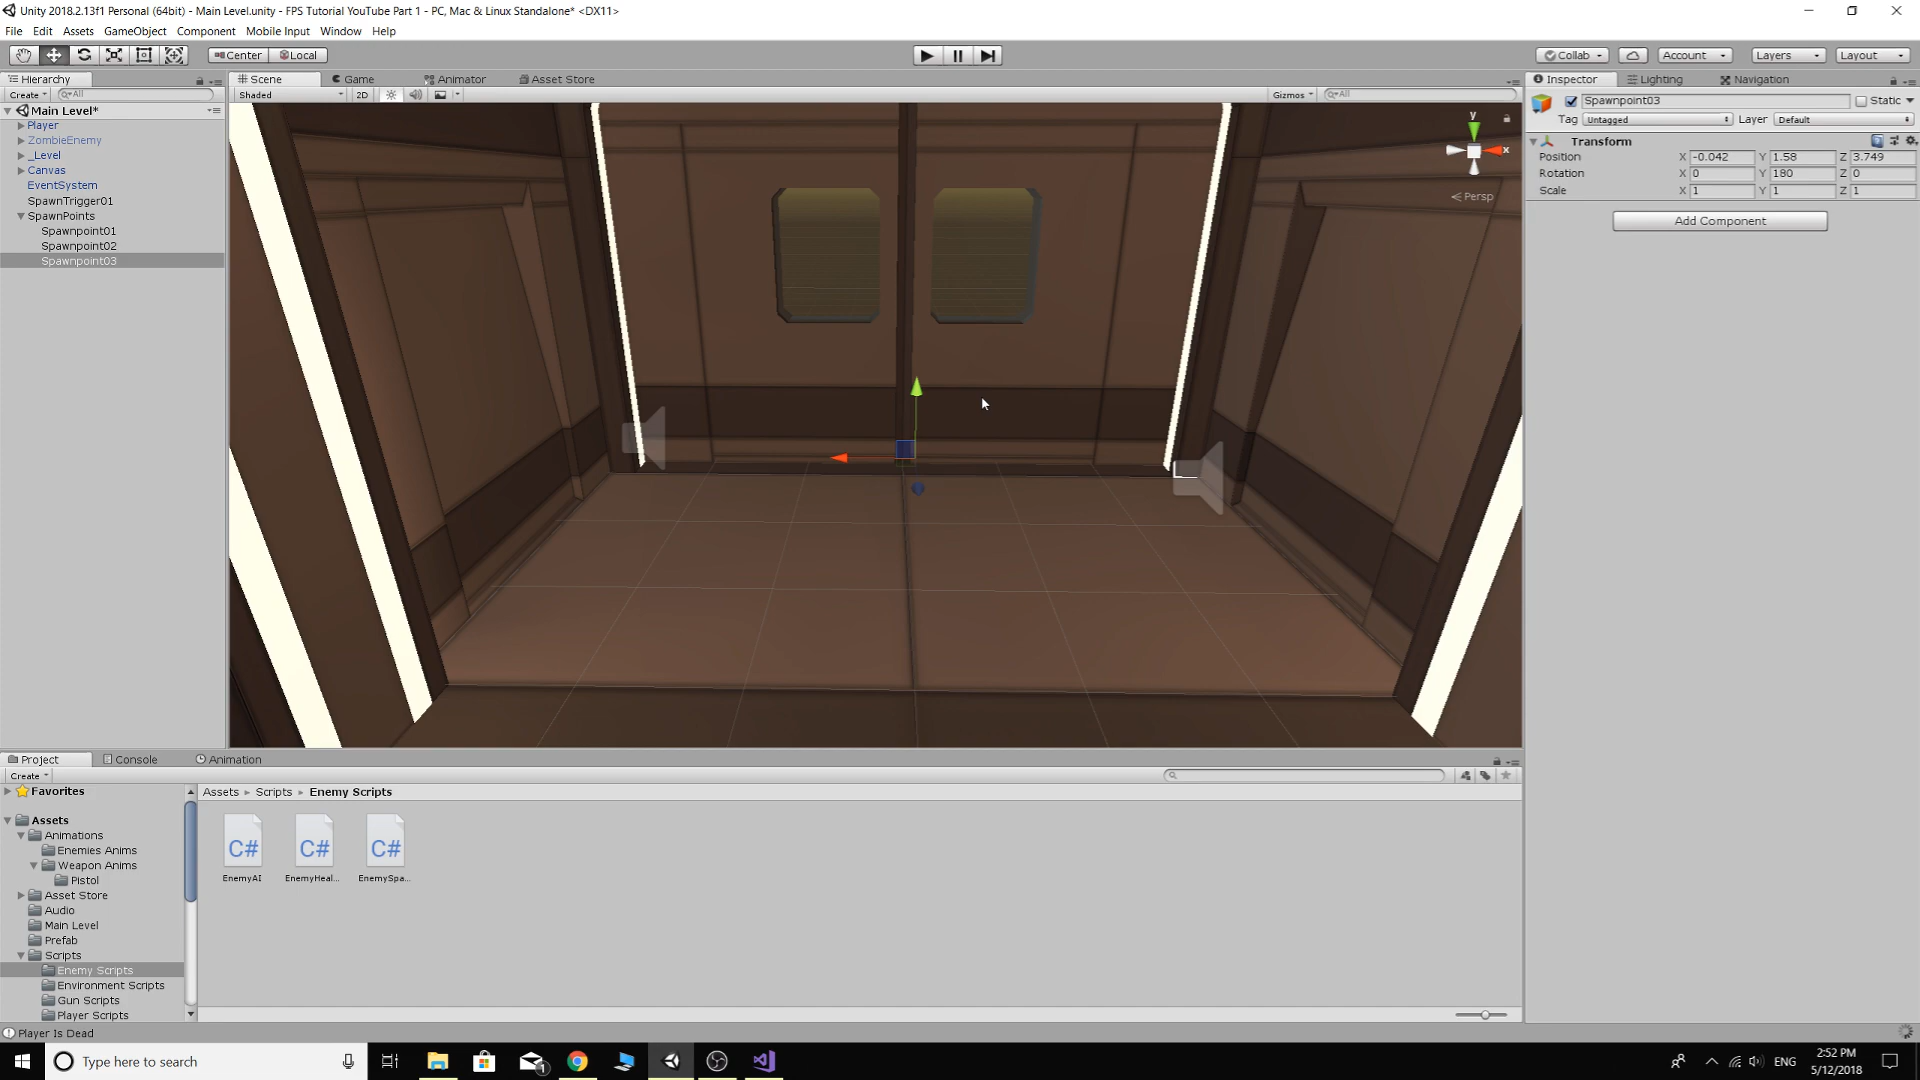 Unity 2018.2.13f1 Personal (64bit) - Main Level.unity - FPS Tutorial YouTube Part 1 - PC, Mac & Linux Standalone* <DX11>
File Edit Assets GameObject Component Mobile Input Window Help
Center Local
Collab Account Layers Layout
Hierarchy
Create All
Main Level*
Player
ZombieEnemy
_Level
Canvas
EventSystem
SpawnTrigger01
SpawnPoints
Spawnpoint01
Spawnpoint02
Spawnpoint03
Scene Game Animator Asset Store
Shaded 2D Gizmos All
y
x
Persp
Inspector Lighting Navigation
Spawnpoint03 Static
Tag Untagged Layer Default
Transform
Position X -0.042 Y 1.58 Z 3.749
Rotation X 0 Y 180 Z 0
Scale X 1 Y 1 Z 1
Add Component
Project Console Animation
Create
Favorites
Assets
Animations
Enemies Anims
Weapon Anims
Pistol
Asset Store
Audio
Main Level
Prefab
Scripts
Enemy Scripts
Environment Scripts
Gun Scripts
Player Scripts
Assets Scripts Enemy Scripts
C# C# C#
EnemyAI EnemyHeal... EnemySpa...
Player Is Dead
Type here to search
1
ENG
2:52 PM
5/12/2018